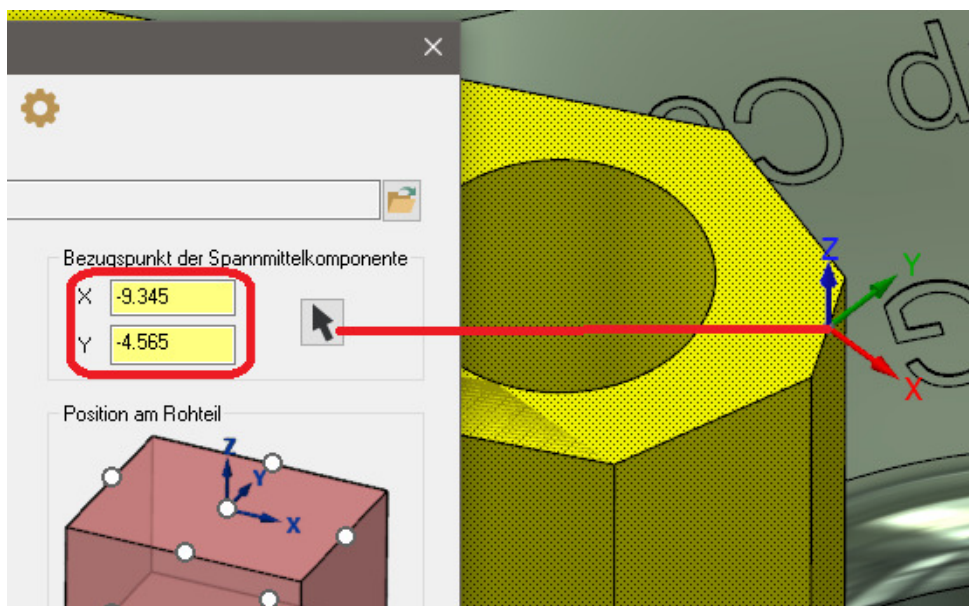 Bezugspunkt der Spannmittelkomponente
X -9.345
Y -4.565
Position am Rohteil
Z
Y
X
Z
Y
X